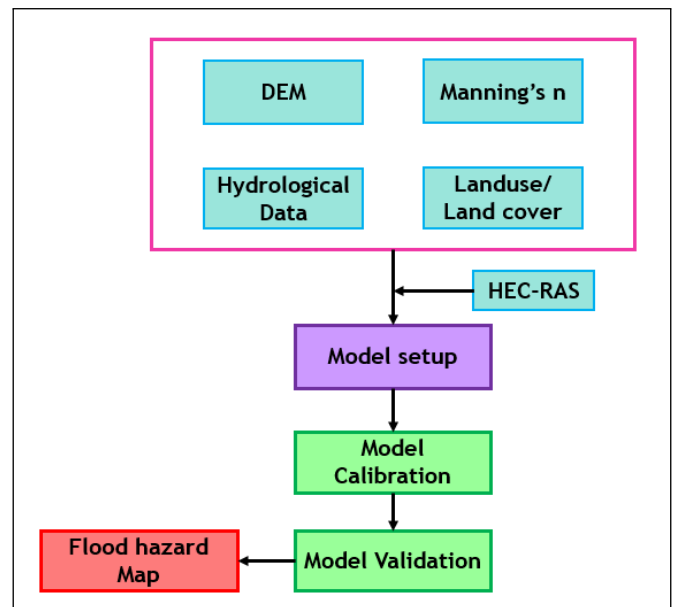 DEM
Manning’s n
Hydrological
Data
Landuse/
Land cover
HEC-RAS
Model setup
Model
Calibration
Model Validation
Flood hazard
Map